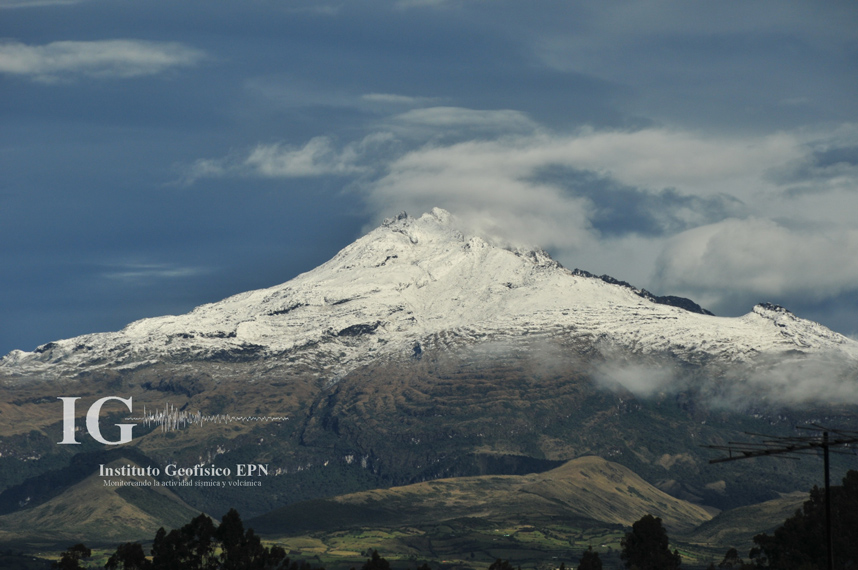 IG
Instituto Geofísico EPN
Monitoreando la actividad sísmica y volcánica